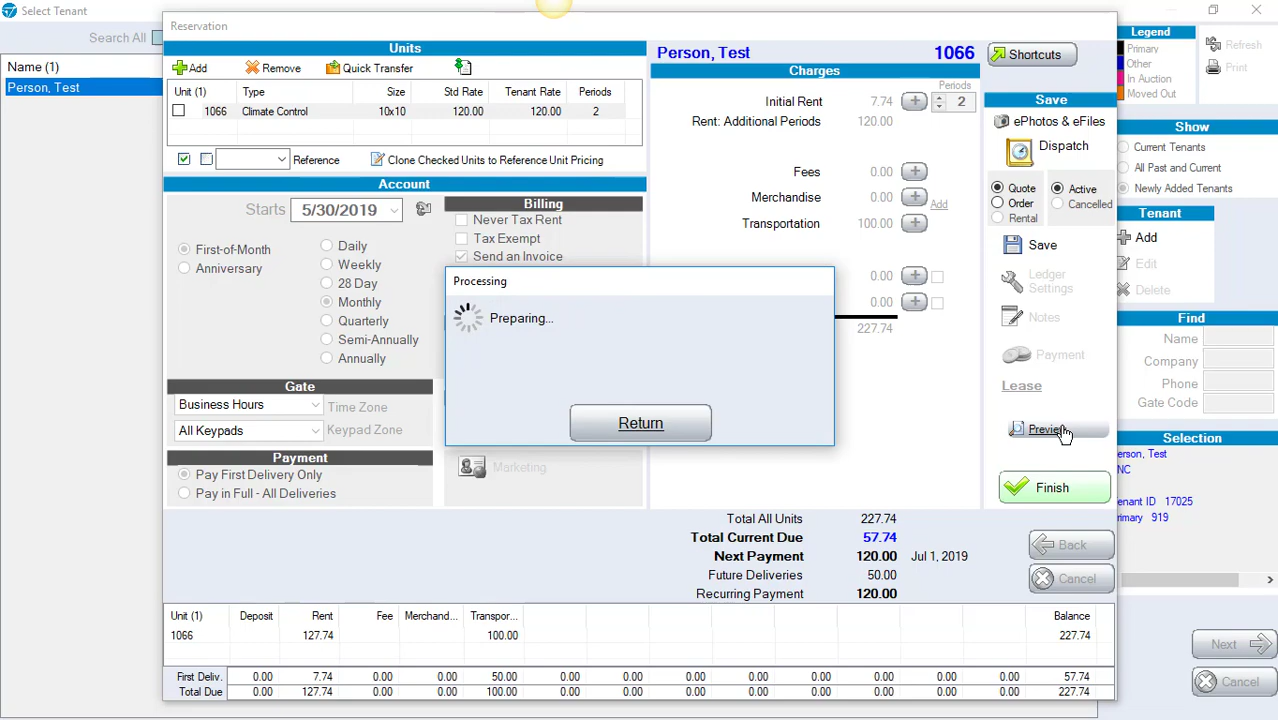 Select Tenant
Search All
Name (1)
Person, Test
Reservation
Units
Add
Remove
Quick Transfer
Unit (1) Type Size Std Rate Tenant Rate Periods
1066 Climate Control 10x10 120.00 120.00 2
Reference
Clone Checked Units to Reference Unit Pricing
Account
Starts 5/30/2019
First-of-Month
Anniversary
Daily
Weekly
28 Day
Monthly
Quarterly
Semi-Annually
Annually
Billing
Never Tax Rent
Tax Exempt
Send an Invoice
Gate
Business Hours Time Zone
All Keypads Keypad Zone
Payment
Pay First Delivery Only
Pay in Full - All Deliveries
Marketing
Processing
Preparing...
Return
Person, Test 1066
Charges
Periods
Initial Rent 7.74 2
Rent: Additional Periods 120.00
Fees 0.00
Merchandise 0.00 Add
Transportation 100.00
0.00
0.00
227.74
Total All Units 227.74
Total Current Due 57.74
Next Payment 120.00 Jul 1, 2019
Future Deliveries 50.00
Recurring Payment 120.00
Shortcuts
Save
ePhotos & eFiles
Dispatch
Quote
Order
Rental
Active
Cancelled
Save
Ledger
Settings
Notes
Payment
Lease
Preview
Finish
Back
Cancel
Unit (1) Deposit Rent Fee Merchand... Transpor... Balance
1066 127.74 100.00 227.74
First Deliv. 0.00 7.74 0.00 0.00 50.00 0.00 0.00 0.00 0.00 0.00 0.00 0.00 57.74
Total Due 0.00 127.74 0.00 0.00 100.00 0.00 0.00 0.00 0.00 0.00 0.00 0.00 227.74
Legend
Primary
Other
In Auction
Moved Out
Refresh
Print
Show
Current Tenants
All Past and Current
Newly Added Tenants
Tenant
Add
Edit
Delete
Find
Name
Company
Phone
Gate Code
Selection
erson, Test
NC
enant ID 17025
rimary 919
Next
Cancel